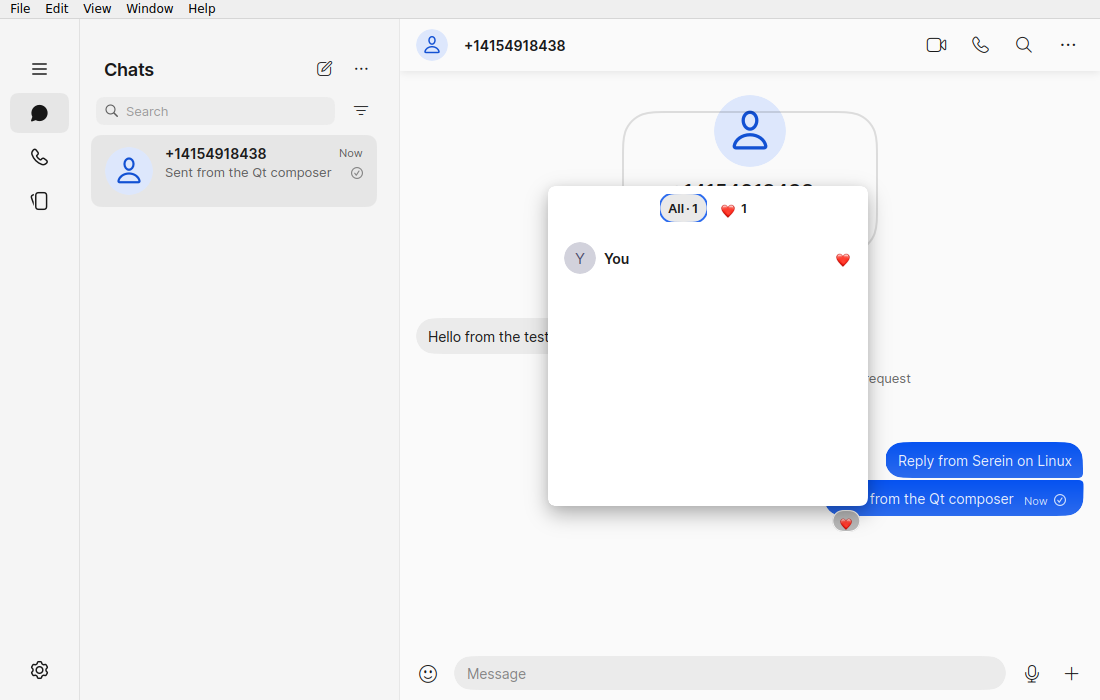 File Edit View Window Help
Chats
Search
+14154918438 Now
Sent from the Qt composer
+14154918438
All · 1 1
Y You
Hello from the test
equest
Reply from Serein on Linux
from the Qt composer Now
Message